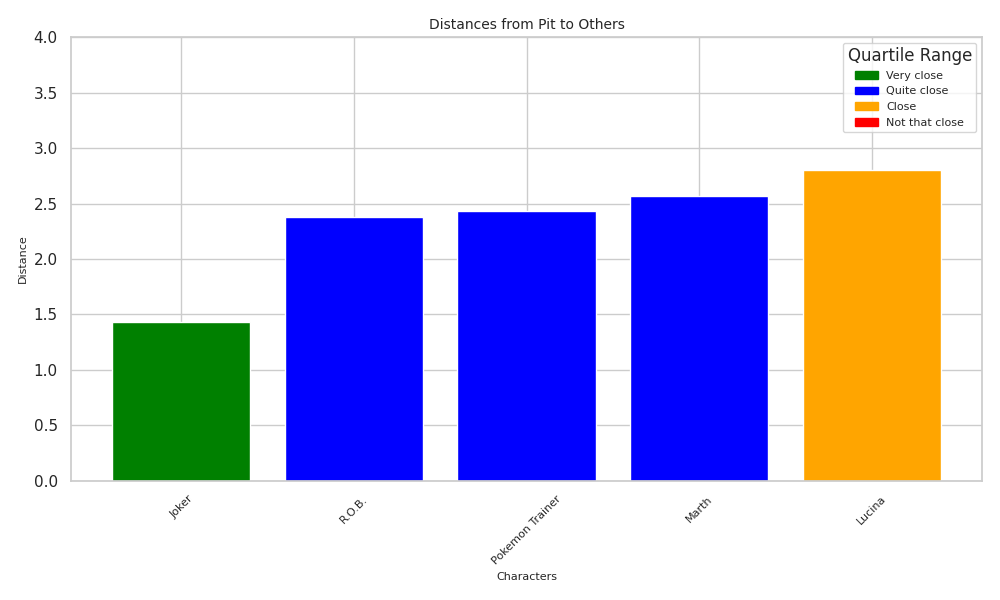 Distances from Pit to Others
4.0
3.5
3.0
2.5
2.0
1.5
1.0
0.5
0.0
Distance
Quartile Range
Very close
Quite close
Close
Not that close
Joker
R.O.B.
Pokemon Trainer
Marth
Lucina
Characters